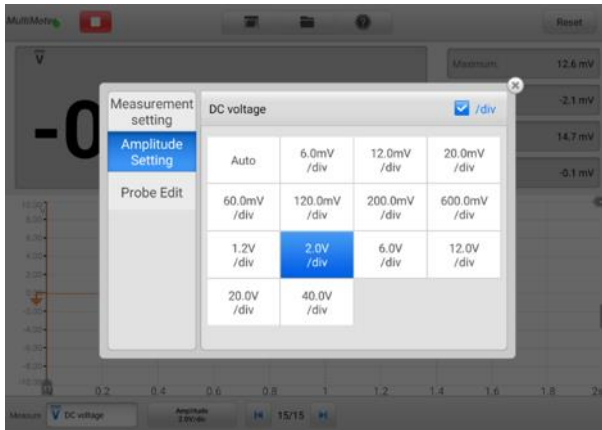 MultiMeter
Reset
V
Maximum
12.6 mV
-2.1 mV
14.7 mV
-0.1 mV
-0
Measurement
setting
Amplitude
Setting
Probe Edit
DC voltage
/div
Auto
6.0mV
/div
12.0mV
/div
20.0mV
/div
60.0mV
/div
120.0mV
/div
200.0mV
/div
600.0mV
/div
1.2V
/div
2.0V
/div
6.0V
/div
12.0V
/div
20.0V
/div
40.0V
/div
0.2 0.4 0.6 0.8 1 1.2 1.4 1.6 1.8
Measure
V DC voltage
Amplitude
2.0V/div
15/15